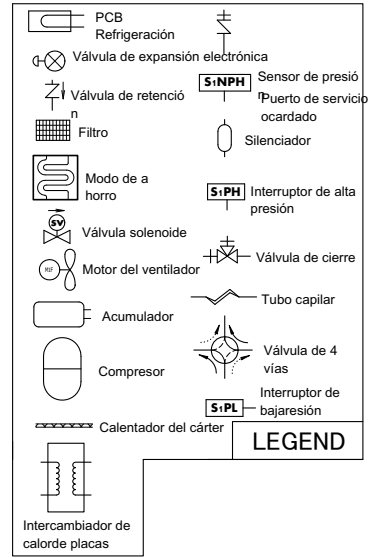 PCB
Refrigeración
Válvula de expansión electrónica
Válvula de retenció
n
Filtro
Modo de a
horro
SV
Válvula solenoide
M1F
Motor del ventilador
Acumulador
Compresor
Calentador del cárter
Intercambiador de
calorde placas
S1NPH
Sensor de presió
n
Puerto de servicio
ocardado
Silenciador
S1PH
Interruptor de alta
presión
Válvula de cierre
Tubo capilar
Válvula de 4
vías
S1PL
Interruptor de
bajaresión
LEGEND